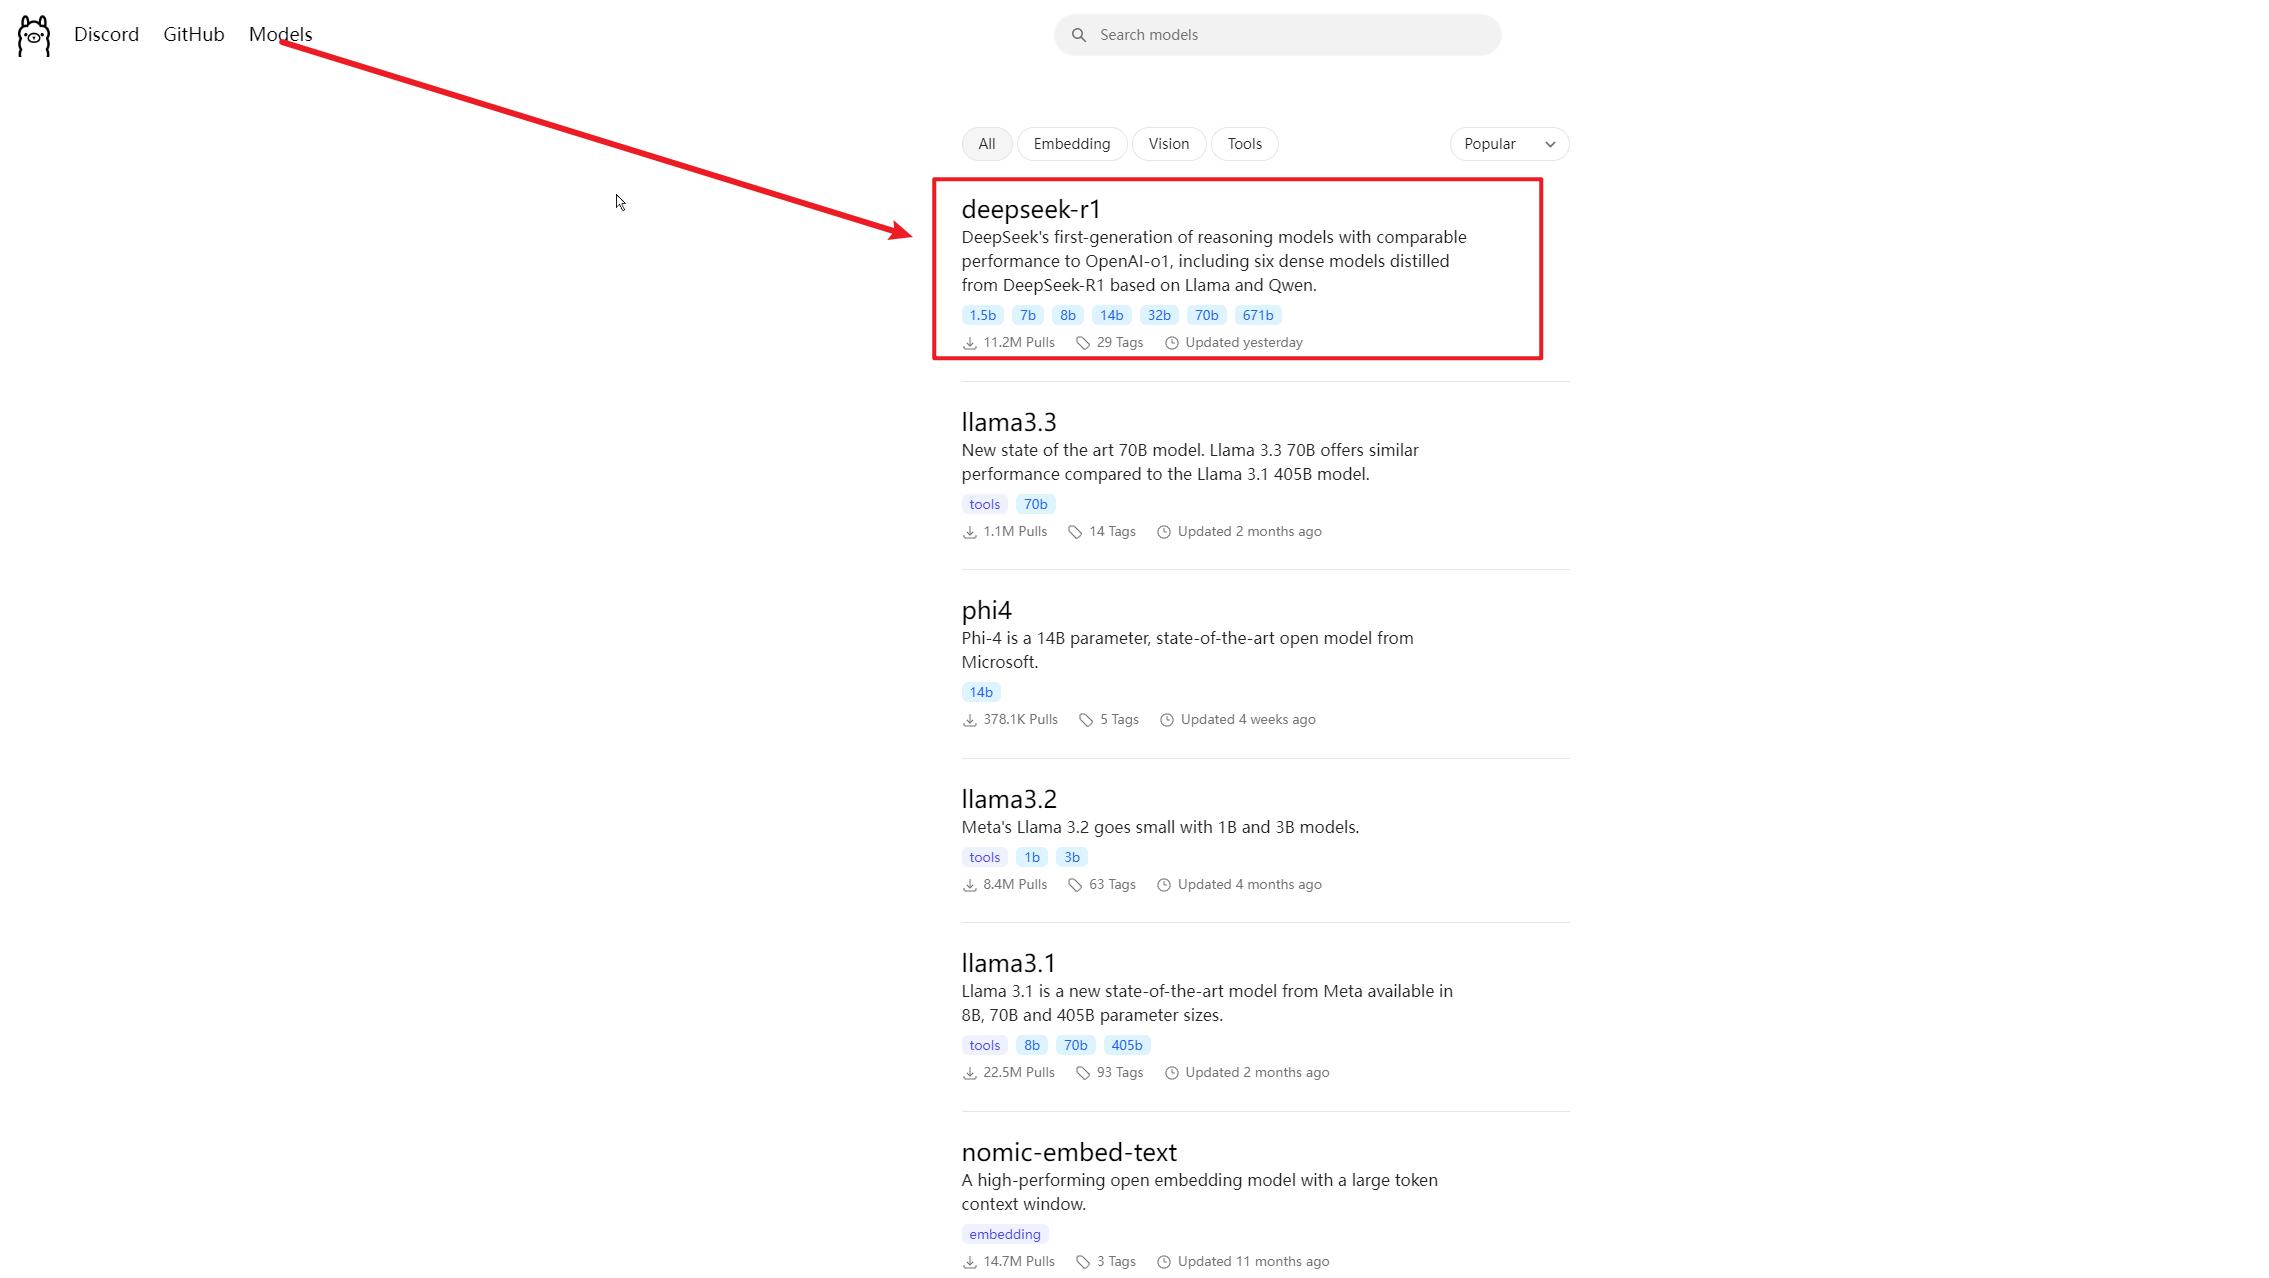 Discord GitHub Models
Search models
All Embedding Vision Tools Popular
deepseek-r1
DeepSeek's first-generation of reasoning models with comparable
performance to OpenAI-o1, including six dense models distilled
from DeepSeek-R1 based on Llama and Qwen.
1.5b 7b 8b 14b 32b 70b 671b
11.2M Pulls 29 Tags Updated yesterday
llama3.3
New state of the art 70B model. Llama 3.3 70B offers similar
performance compared to the Llama 3.1 405B model.
tools 70b
1.1M Pulls 14 Tags Updated 2 months ago
phi4
Phi-4 is a 14B parameter, state-of-the-art open model from
Microsoft.
14b
378.1K Pulls 5 Tags Updated 4 weeks ago
llama3.2
Meta's Llama 3.2 goes small with 1B and 3B models.
tools 1b 3b
8.4M Pulls 63 Tags Updated 4 months ago
llama3.1
Llama 3.1 is a new state-of-the-art model from Meta available in
8B, 70B and 405B parameter sizes.
tools 8b 70b 405b
22.5M Pulls 93 Tags Updated 2 months ago
nomic-embed-text
A high-performing open embedding model with a large token
context window.
embedding
14.7M Pulls 3 Tags Updated 11 months ago